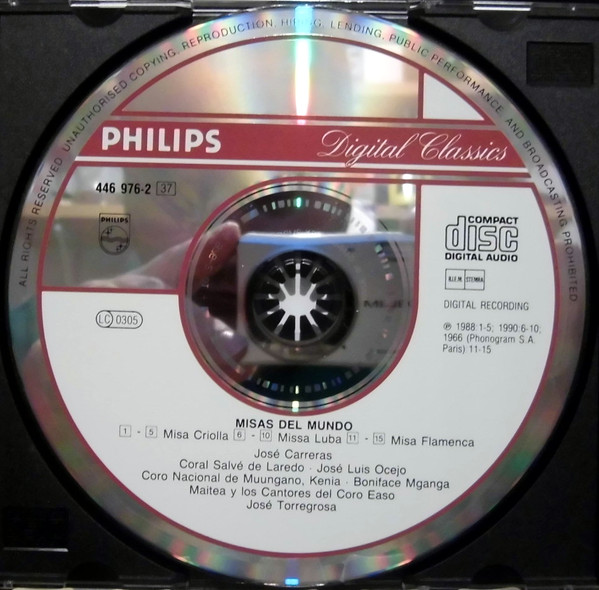 ALL RIGHTS RESERVED. UNAUTHORISED COPYING, REPRODUCTION, HIRING, LENDING, PUBLIC PERFORMANCE AND BROADCASTING PROHIBITED
PHILIPS
Digital Classics
446 976-2 37
PHILIPS
COMPACT
disc
DIGITAL AUDIO
STEMRA
DIGITAL RECORDING
LC 0305
℗ 1988:1-5; 1990:6-10;
1966 (Phonogram S.A.
Paris) 11-15
MISAS DEL MUNDO
1 - 5 Misa Criolla 6 - 10 Missa Luba 11 - 15 Misa Flamenca
José Carreras
Coral Salvé de Laredo · José Luis Ocejo
Coro Nacional de Muungano, Kenia · Boniface Mganga
Maitea y los Cantores del Coro Easo
José Torregrosa